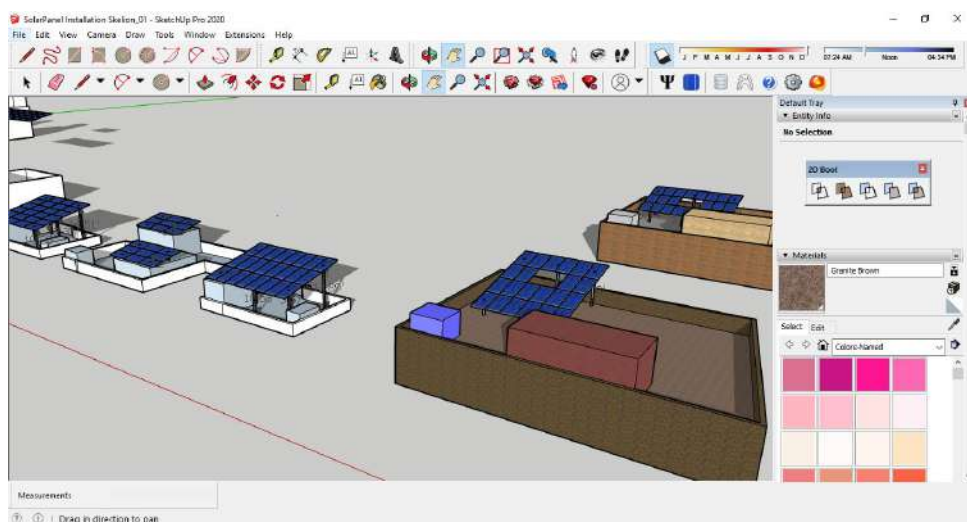 SolarPanel Installation Skelion_01 - SketchUp Pro 2020
File Edit View Camera Draw Tools Window Extensions Help
J F M A M J J A S O N D
07:24 AM Noon 04:34 PM
Default Tray
Entity Info
No Selection
2D Bool
Materials
Granite Brown
Select Edit
Colors-Named
Measurements
Drag in direction to pan